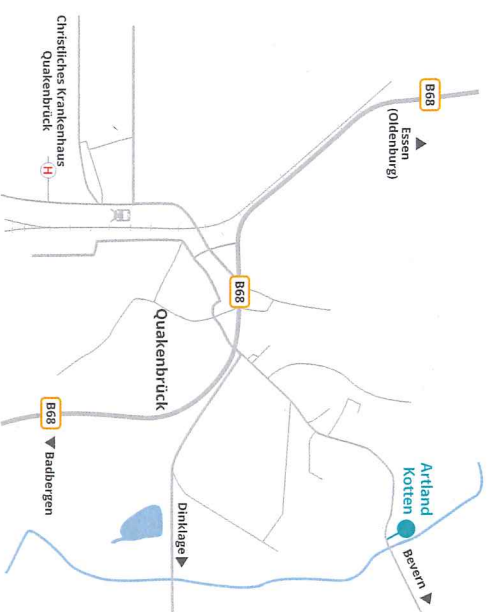 B68
Essen
(Oldenburg)
Christliches Krankenhaus
Quakenbrück
H
B68
Quakenbrück
Artland
Kotten
Bevern
B68
Badbergen
Dinklage